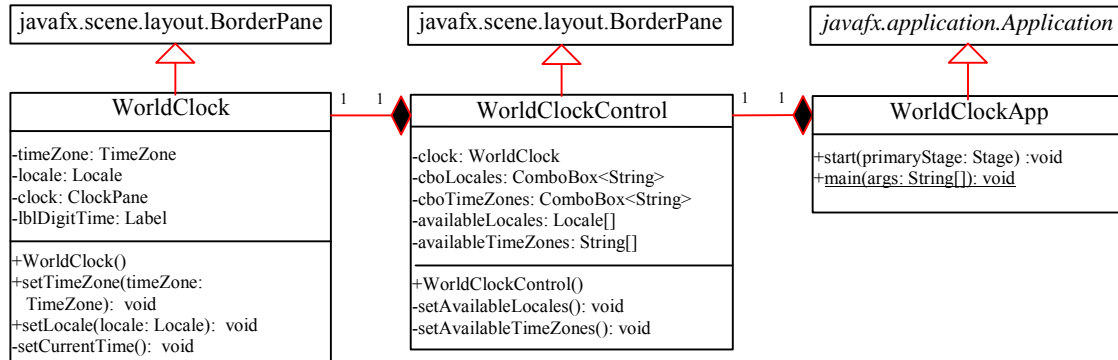 javafx.scene.layout.BorderPane
WorldClock
-timeZone: TimeZone
-locale: Locale
-clock: ClockPane
-lblDigitTime: Label
+WorldClock()
+setTimeZone(timeZone:
TimeZone): void
+setLocale(locale: Locale): void
-setCurrentTime(): void
1
1
javafx.scene.layout.BorderPane
WorldClockControl
-clock: WorldClock
-cboLocales: ComboBox<String>
-cboTimeZones: ComboBox<String>
-availableLocales: Locale[]
-availableTimeZones: String[]
+WorldClockControl()
-setAvailableLocales(): void
-setAvailableTimeZones(): void
1
1
javafx.application.Application
WorldClockApp
+start(primaryStage: Stage) :void
+main(args: String[]): void